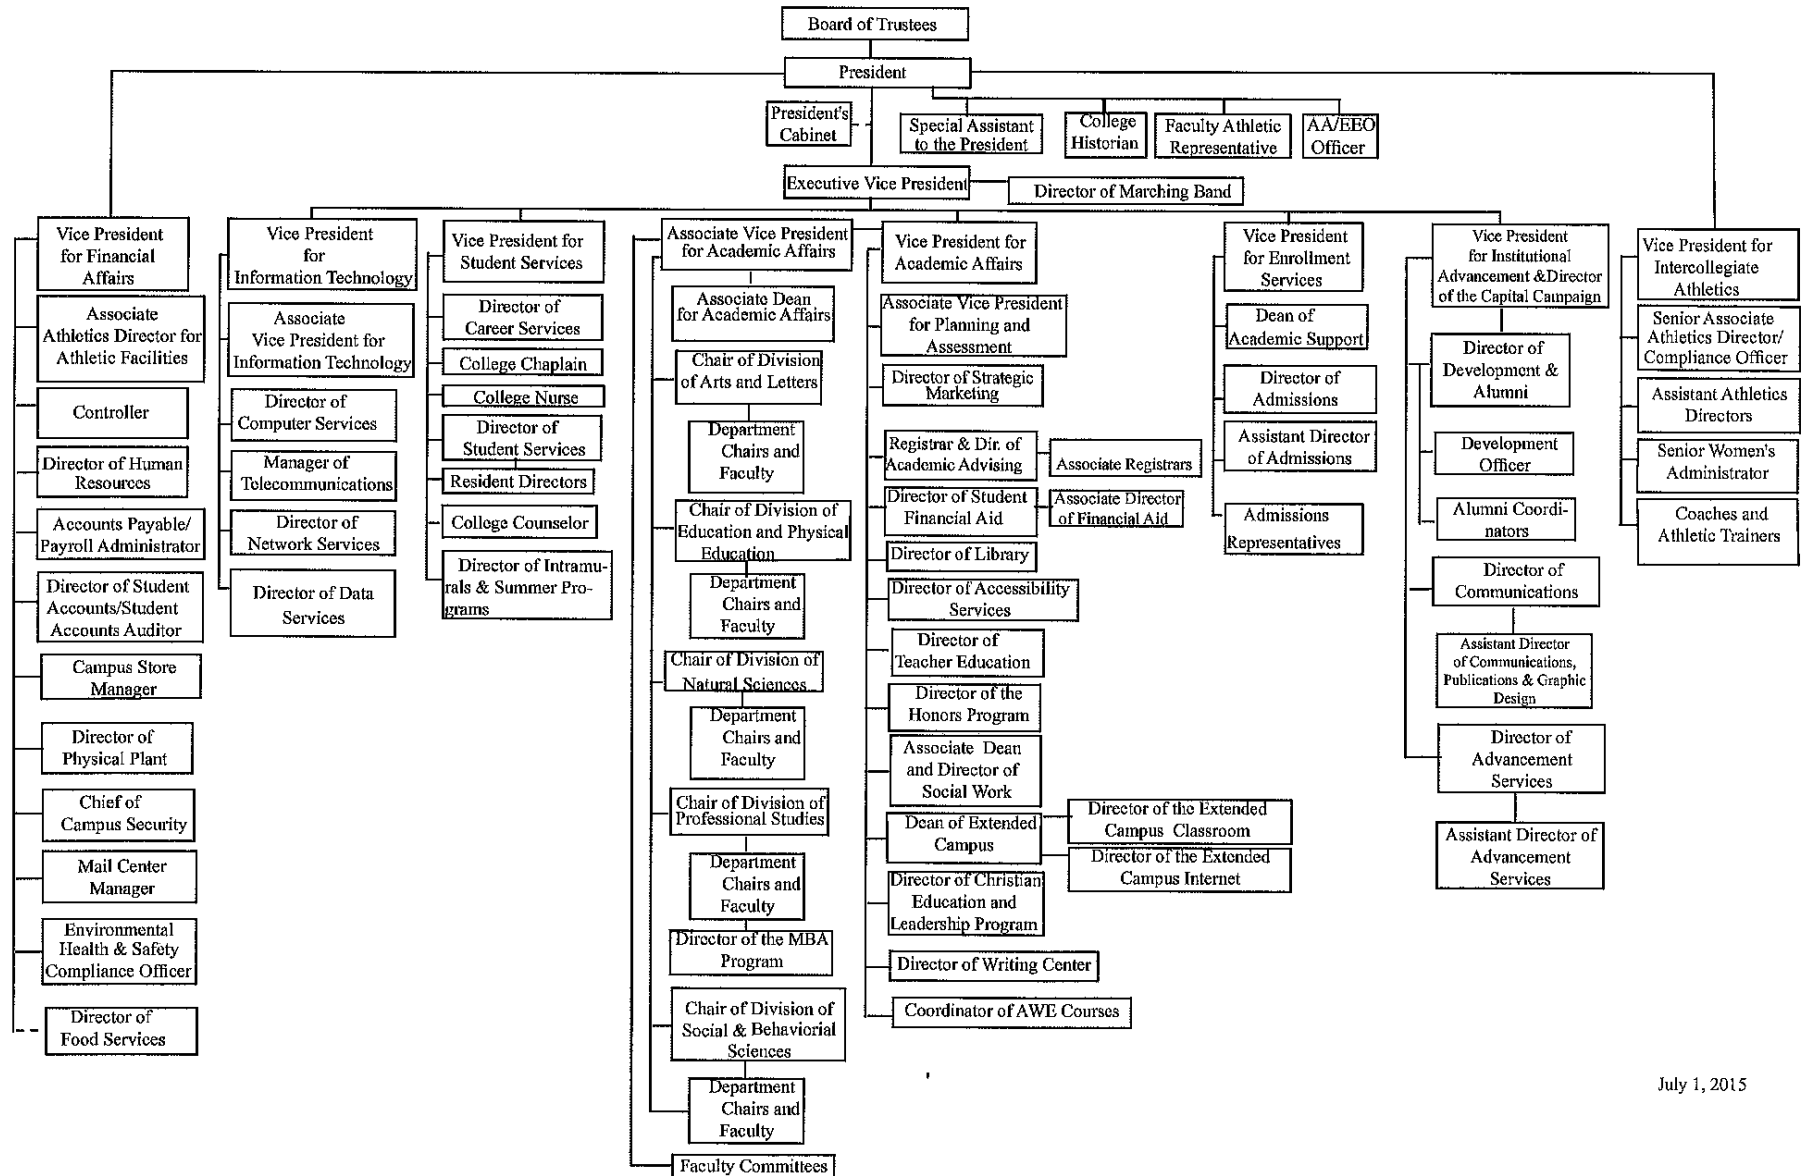 Board of Trustees
President
President's
Cabinet
Special Assistant
to the President
College
Historian
Faculty Athletic
Representative
AA/EEO
Officer
Executive Vice President
Director of Marching Band
Vice President
for Financial
Affairs
Associate
Athletics Director for
Athletic Facilities
Controller
Director of Human
Resources
Accounts Payable/
Payroll Administrator
Director of Student
Accounts/Student
Accounts Auditor
Campus Store
Manager
Director of
Physical Plant
Chief of
Campus Security
Mail Center
Manager
Environmental
Health & Safety
Compliance Officer
Director of
Food Services
Vice President
for
Information Technology
Associate
Vice President for
Information Technology
Director of
Computer Services
Manager of
Telecommunications
Director of
Network Services
Director of Data
Services
Vice President for
Student Services
Director of
Career Services
College Chaplain
College Nurse
Director of
Student Services
Resident Directors
College Counselor
Director of Intramu-
rals & Summer Pro-
grams
Associate Vice President
for Academic Affairs
Associate Dean
for Academic Affairs
Chair of Division
of Arts and Letters
Department
Chairs and
Faculty
Chair of Division of
Education and Physical
Education
Department
Chairs and
Faculty
Chair of Division of
Natural Sciences
Department
Chairs and
Faculty
Chair of Division of
Professional Studies
Department
Chairs and
Faculty
Director of the MBA
Program
Chair of Division of
Social & Behaviorial
Sciences
Department
Chairs and
Faculty
Faculty Committees
Vice President for
Academic Affairs
Associate Vice President
for Planning and
Assessment
Director of Strategic
Marketing
Registrar & Dir. of
Academic Advising
Associate Registrars
Director of Student
Financial Aid
Associate Director
of Financial Aid
Director of Library
Director of Accessibility
Services
Director of
Teacher Education
Director of the
Honors Program
Associate Dean
and Director of
Social Work
Dean of Extended
Campus
Director of the Extended
Campus Classroom
Director of the Extended
Campus Internet
Director of Christian
Education and
Leadership Program
Director of Writing Center
Coordinator of AWE Courses
Vice President
for Enrollment
Services
Dean of
Academic Support
Director of
Admissions
Assistant Director
of Admissions
Admissions
Representatives
Vice President
for Institutional
Advancement &Director
of the Capital Campaign
Director of
Development &
Alumni
Development
Officer
Alumni Coordi-
nators
Director of
Communications
Assistant Director
of Communications,
Publications & Graphic
Design
Director of
Advancement
Services
Assistant Director of
Advancement
Services
Vice President for
Intercollegiate
Athletics
Senior Associate
Athletics Director/
Compliance Officer
Assistant Athletics
Directors
Senior Women's
Administrator
Coaches and
Athletic Trainers
July 1, 2015